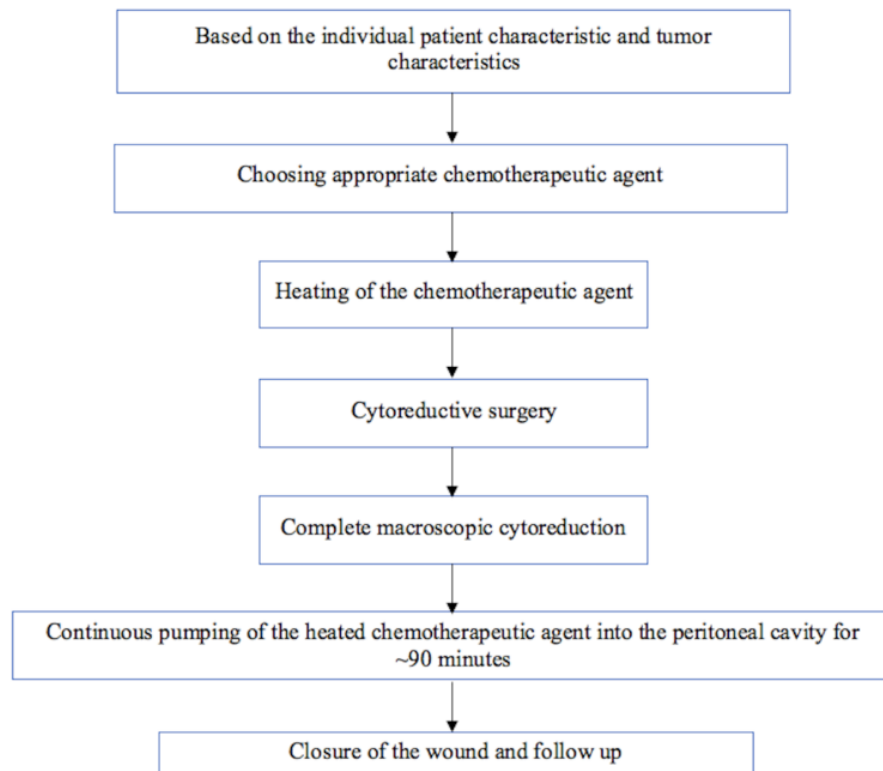 Based on the individual patient characteristic and tumor
characteristics
Choosing appropriate chemotherapeutic agent
Heating of the chemotherapeutic agent
Cytoreductive surgery
Complete macroscopic cytoreduction
Continuous pumping of the heated chemotherapeutic agent into the peritoneal cavity for
~90 minutes
Closure of the wound and follow up